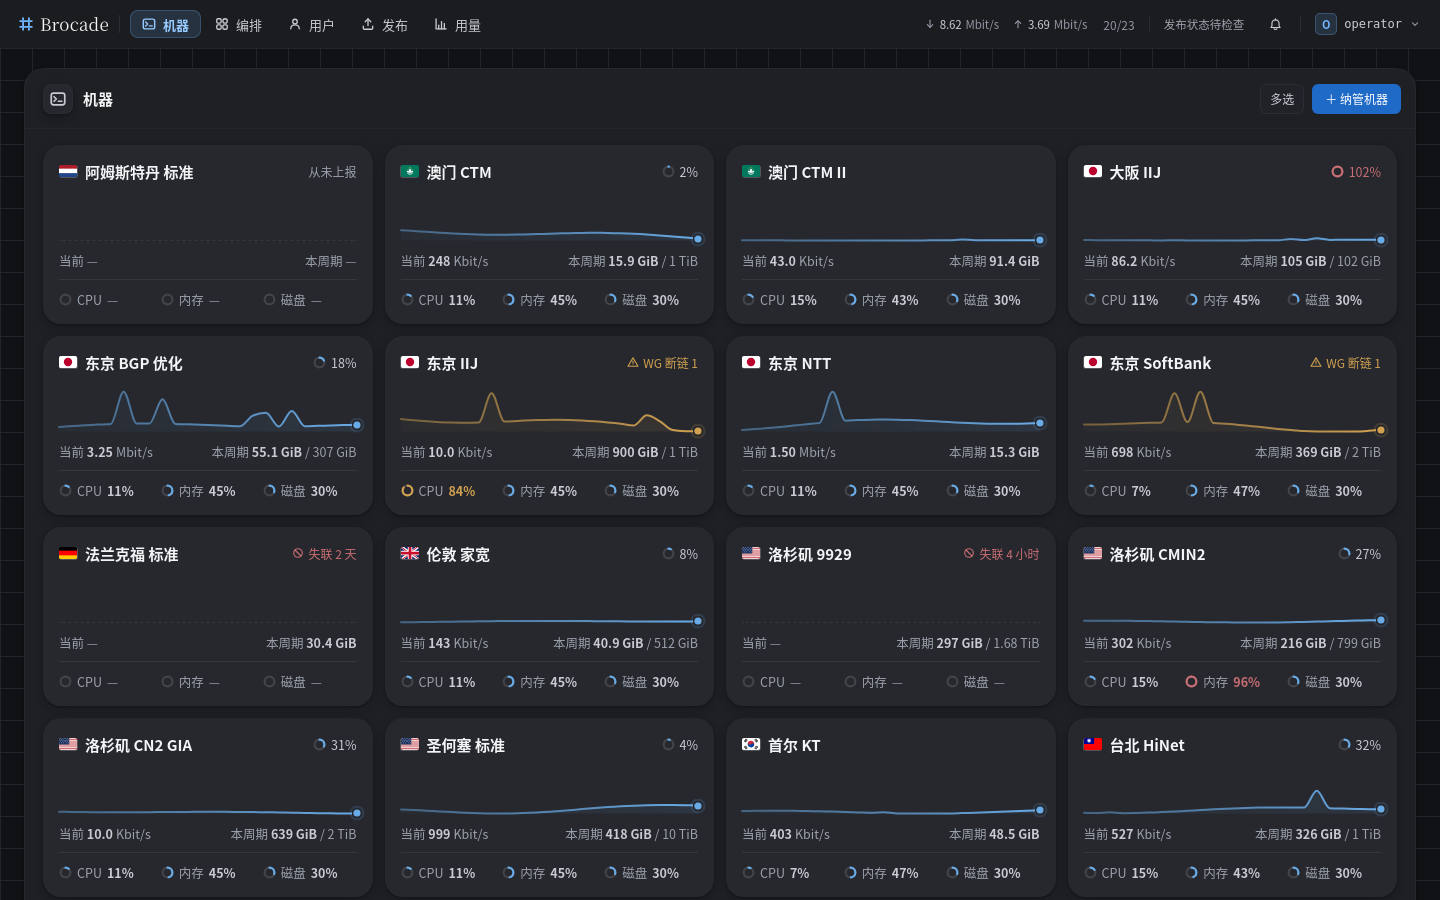 Brocade 机器 编排 用户 发布 用量 8.62 Mbit/s 3.69 Mbit/s 20/23 发布状态待检查 O operator
机器 多选 纳管机器
阿姆斯特丹 标准 从未上报
当前 — 本周期 —
CPU — 内存 — 磁盘 —
澳门 CTM 2%
当前 248 Kbit/s 本周期 15.9 GiB / 1 TiB
CPU 11% 内存 45% 磁盘 30%
澳门 CTM II
当前 43.0 Kbit/s 本周期 91.4 GiB
CPU 15% 内存 43% 磁盘 30%
大阪 IIJ 102%
当前 86.2 Kbit/s 本周期 105 GiB / 102 GiB
CPU 11% 内存 45% 磁盘 30%
东京 BGP 优化 18%
当前 3.25 Mbit/s 本周期 55.1 GiB / 307 GiB
CPU 11% 内存 45% 磁盘 30%
东京 IIJ WG 断链 1
当前 10.0 Kbit/s 本周期 900 GiB / 1 TiB
CPU 84% 内存 45% 磁盘 30%
东京 NTT
当前 1.50 Mbit/s 本周期 15.3 GiB
CPU 11% 内存 45% 磁盘 30%
东京 SoftBank WG 断链 1
当前 698 Kbit/s 本周期 369 GiB / 2 TiB
CPU 7% 内存 47% 磁盘 30%
法兰克福 标准 失联 2 天
当前 — 本周期 30.4 GiB
CPU — 内存 — 磁盘 —
伦敦 家宽 8%
当前 143 Kbit/s 本周期 40.9 GiB / 512 GiB
CPU 11% 内存 45% 磁盘 30%
洛杉矶 9929 失联 4 小时
当前 — 本周期 297 GiB / 1.68 TiB
CPU — 内存 — 磁盘 —
洛杉矶 CMIN2 27%
当前 302 Kbit/s 本周期 216 GiB / 799 GiB
CPU 15% 内存 96% 磁盘 30%
洛杉矶 CN2 GIA 31%
当前 10.0 Kbit/s 本周期 639 GiB / 2 TiB
CPU 11% 内存 45% 磁盘 30%
圣何塞 标准 4%
当前 999 Kbit/s 本周期 418 GiB / 10 TiB
CPU 11% 内存 45% 磁盘 30%
首尔 KT
当前 403 Kbit/s 本周期 48.5 GiB
CPU 7% 内存 47% 磁盘 30%
台北 HiNet 32%
当前 527 Kbit/s 本周期 326 GiB / 1 TiB
CPU 15% 内存 43% 磁盘 30%